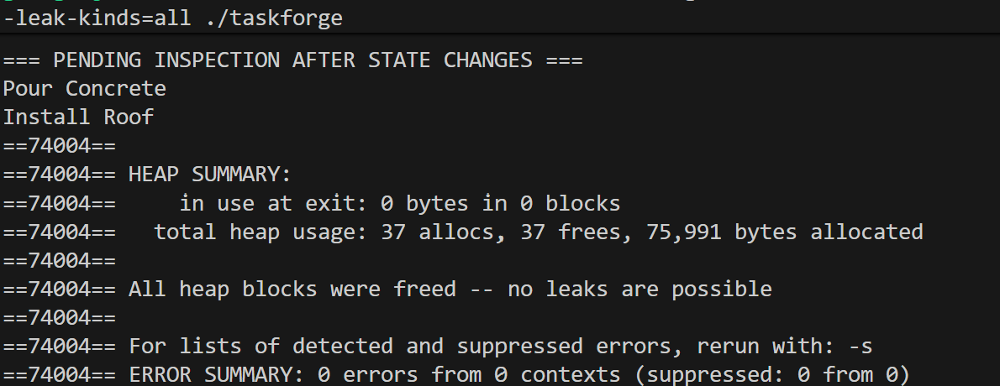 -leak-kinds=all ./taskforge
=== PENDING INSPECTION AFTER STATE CHANGES ===
Pour Concrete
Install Roof
==74004==
==74004== HEAP SUMMARY:
==74004==     in use at exit: 0 bytes in 0 blocks
==74004==   total heap usage: 37 allocs, 37 frees, 75,991 bytes allocated
==74004==
==74004== All heap blocks were freed -- no leaks are possible
==74004==
==74004== For lists of detected and suppressed errors, rerun with: -s
==74004== ERROR SUMMARY: 0 errors from 0 contexts (suppressed: 0 from 0)